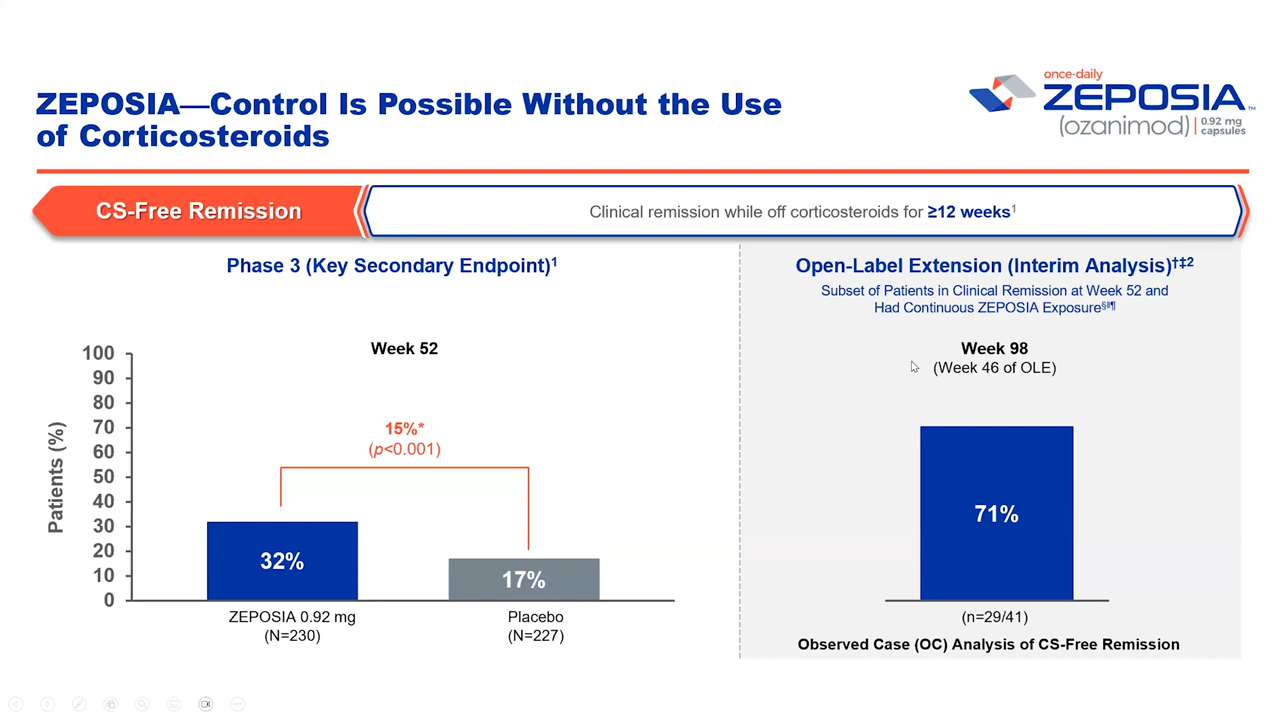 ZEPOSIA—Control Is Possible Without the Use
of Corticosteroids
once-daily
ZEPOSIA™
(ozanimod) | 0.92 mg
capsules
CS-Free Remission
Clinical remission while off corticosteroids for ≥12 weeks¹
Phase 3 (Key Secondary Endpoint)¹
Week 52
Patients (%)
100
90
80
70
60
50
40
30
20
10
0
15%*
(p<0.001)
32%
17%
ZEPOSIA 0.92 mg
(N=230)
Placebo
(N=227)
Open-Label Extension (Interim Analysis)†‡2
Subset of Patients in Clinical Remission at Week 52 and
Had Continuous ZEPOSIA Exposure§‖¶
Week 98
(Week 46 of OLE)
71%
(n=29/41)
Observed Case (OC) Analysis of CS-Free Remission